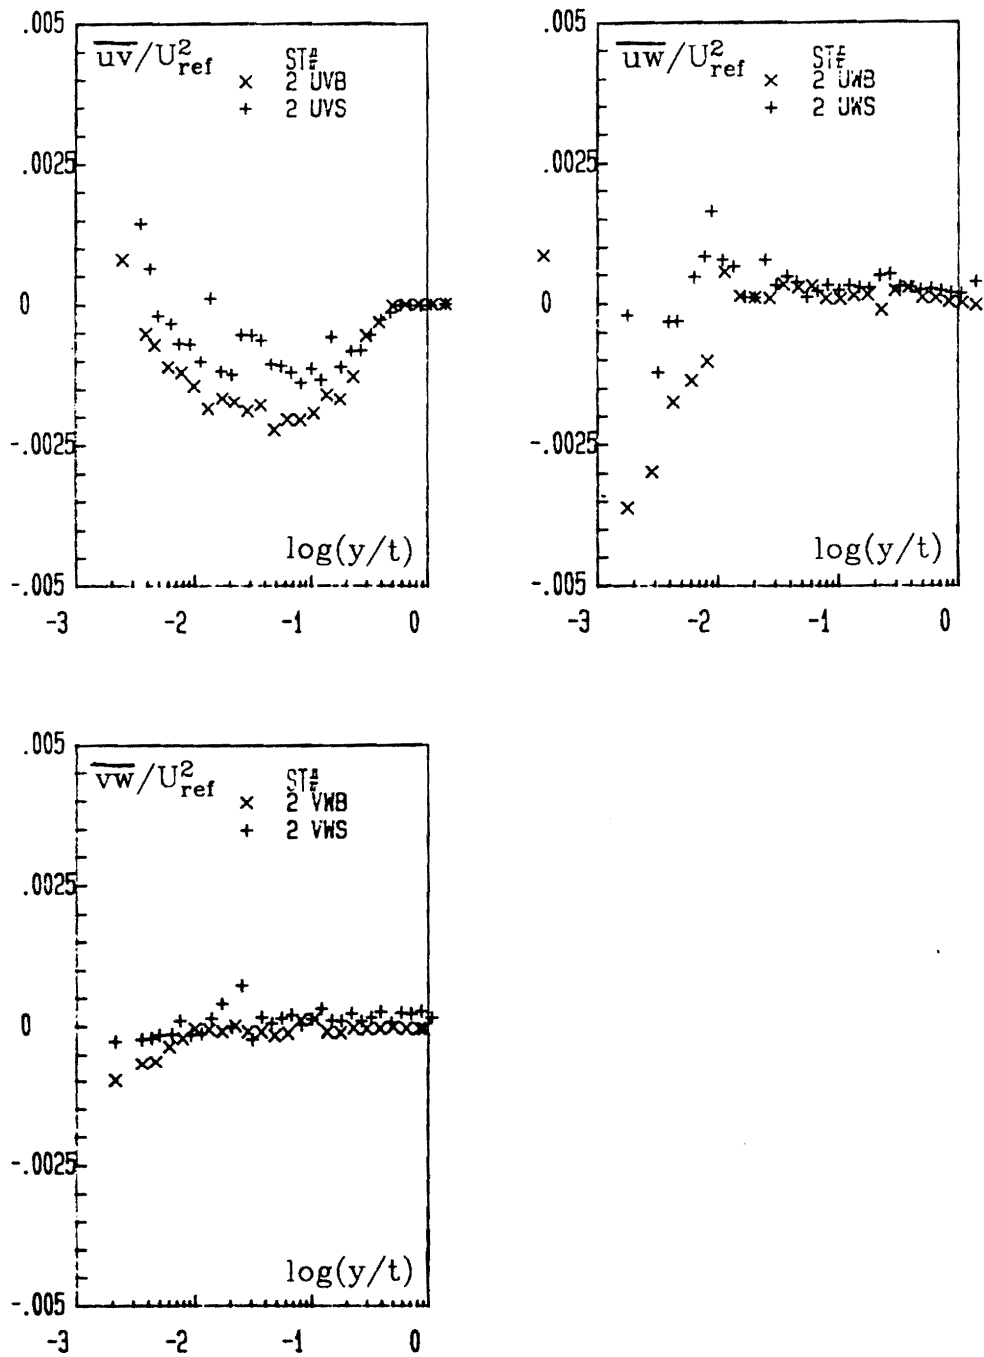 .005
uv/U²ref
ST#
× 2 UVB
+ 2 UVS
.0025
0
-.0025
log(y/t)
-.005
-3 -2 -1 0
.005
uw/U²ref
ST#
× 2 UWB
+ 2 UWS
.0025
0
-.0025
log(y/t)
-.005
-3 -2 -1 0
.005
vw/U²ref
ST#
× 2 VWB
+ 2 VWS
.0025
0
-.0025
log(y/t)
-.005
-3 -2 -1 0